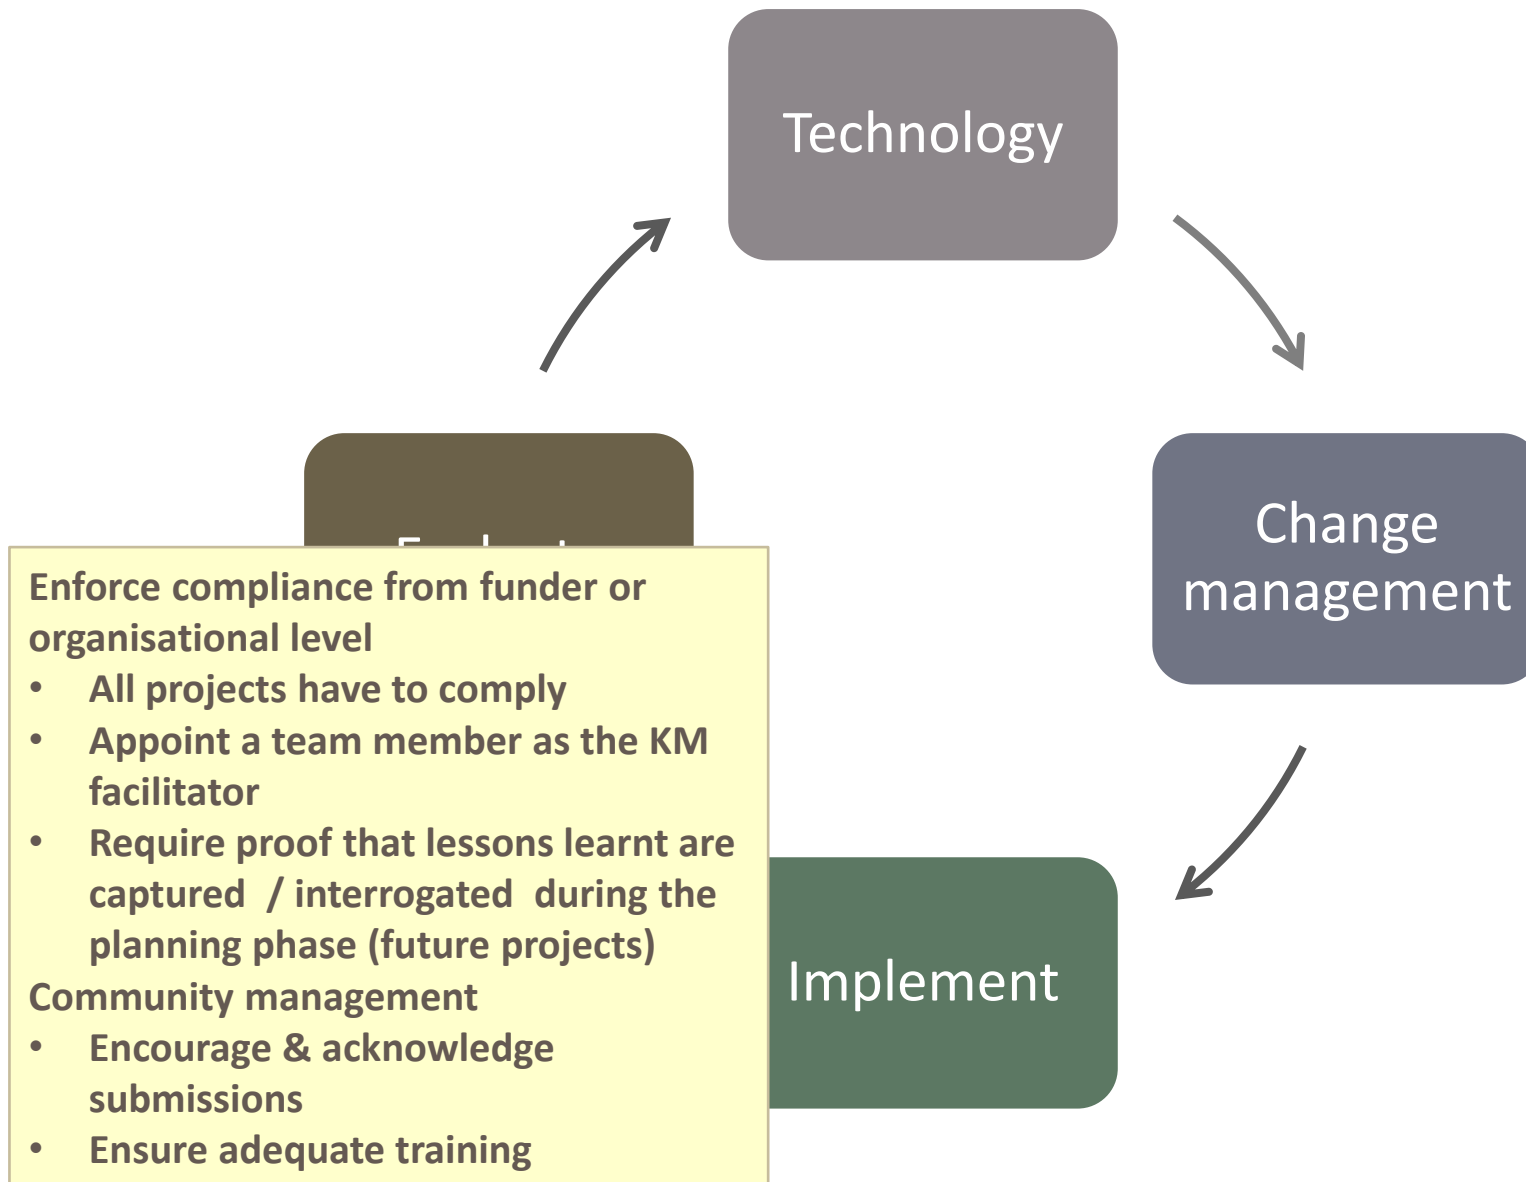 Technology
Change
management
Enforce compliance from funder or
organisational level
• All projects have to comply
• Appoint a team member as the KM
facilitator
• Require proof that lessons learnt are
captured / interrogated during the
planning phase (future projects)
Community management
• Encourage & acknowledge
submissions
• Ensure adequate training
Implement